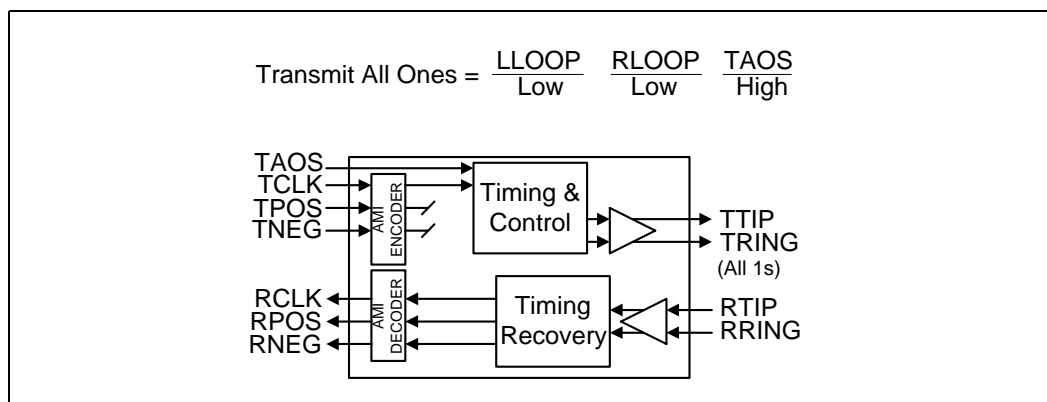 Transmit All Ones = LLOOP/Low RLOOP/Low TAOS/High
TAOS
TCLK
TPOS
TNEG
AMI
ENCODER
Timing &
Control
TTIP
TRING
(All 1s)
RCLK
RPOS
RNEG
AMI
DECODER
Timing
Recovery
RTIP
RRING